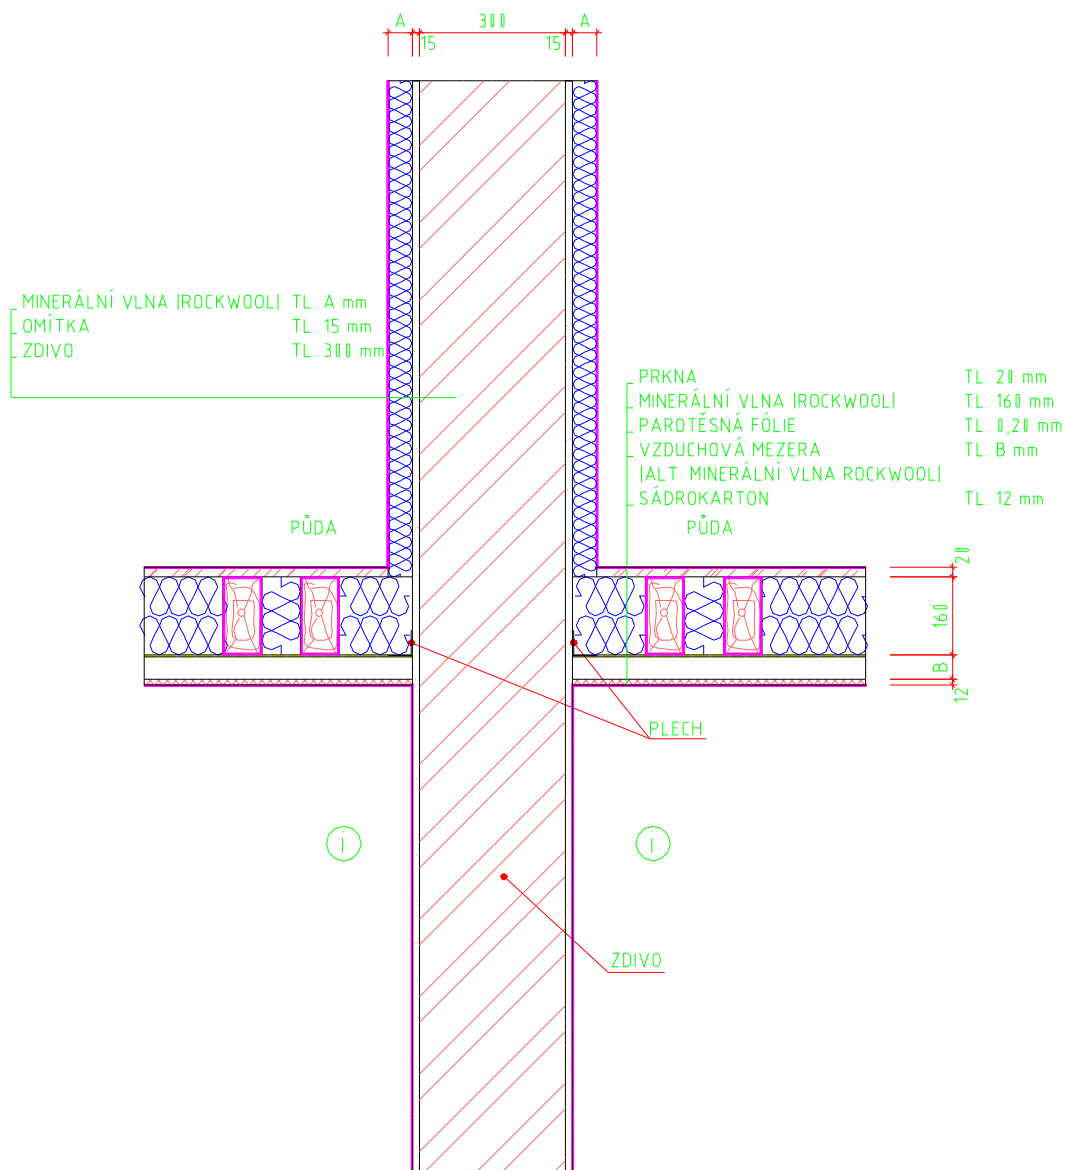 A 300 A
15 15
MINERÁLNÍ VLNA |ROCKWOOL| TL. A mm
OMÍTKA TL. 15 mm
ZDIVO TL. 300 mm
PRKNA TL. 20 mm
MINERÁLNÍ VLNA |ROCKWOOL| TL. 160 mm
PAROTĚSNÁ FÓLIE TL. 0,20 mm
VZDUCHOVÁ MEZERA TL. B mm
|ALT. MINERÁLNÍ VLNA ROCKWOOL|
SÁDROKARTON TL. 12 mm
PŮDA PŮDA
20
160
B
12
PLECH
i i
ZDIVO